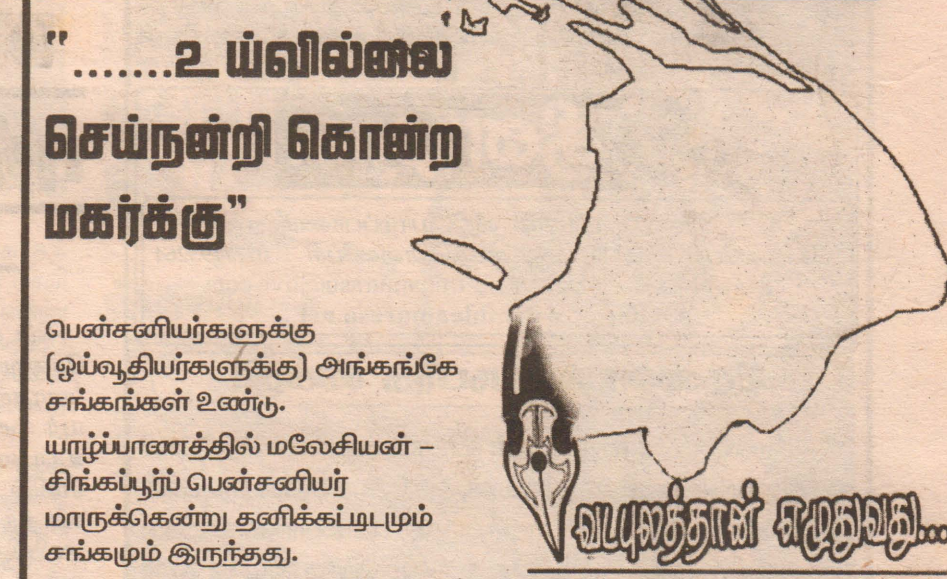 " .......உய்வில்லை
செய்நன்றி கொன்ற
மகர்க்கு"
பென்சனியர்களுக்கு
(ஓய்வூதியர்களுக்கு) அங்கங்கே
சங்கங்கள் உண்டு.
யாழ்ப்பாணத்தில் மலேசியன் –
சிங்கப்பூர்ப் பென்சனியர்
மாருக்கென்று தனிக்கட்டிடமும்
சங்கமும் இருந்தது.
வடபுலத்தான் எழுதுவது...